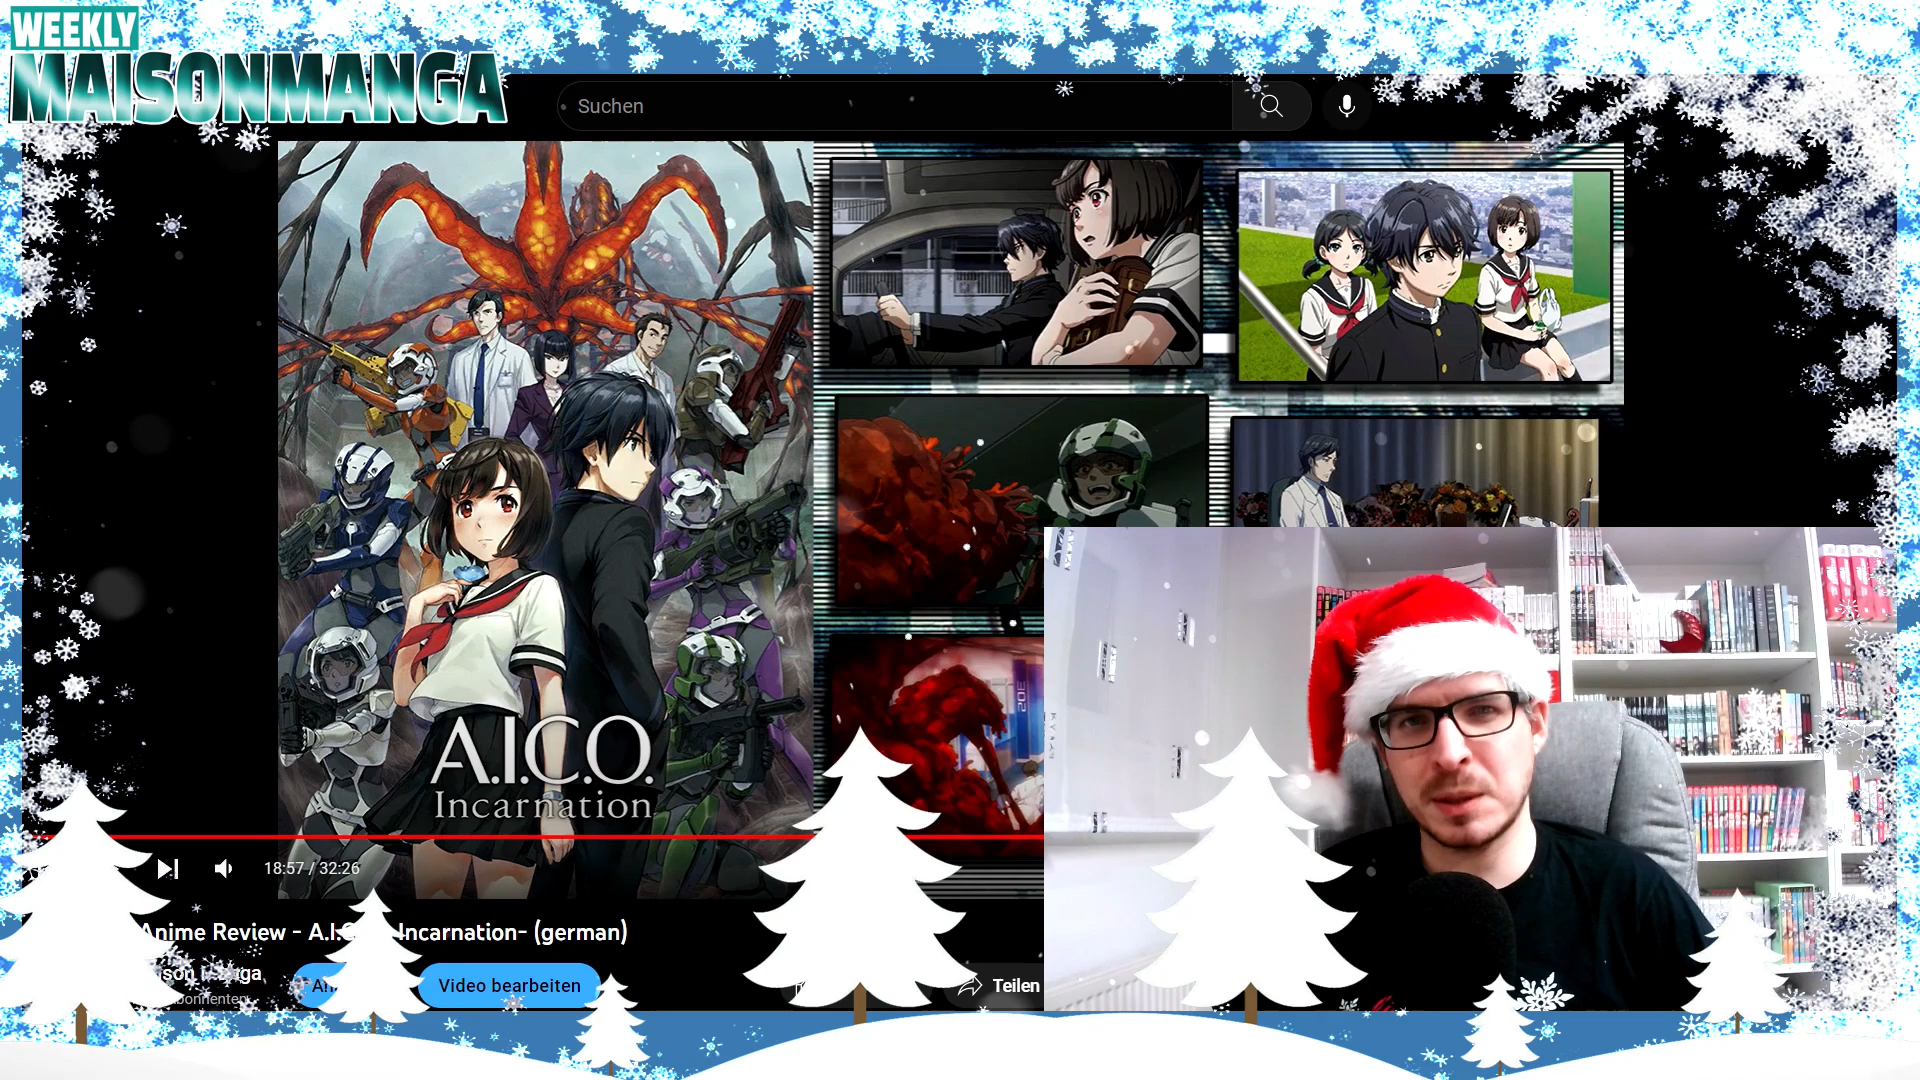 WEEKLY
MAISONMANGA
Suchen
A.I.C.O.
Incarnation
18:57 / 32:26
Anime Review - A.I.C Incarnation- (german)
Video bearbeiten
Teilen